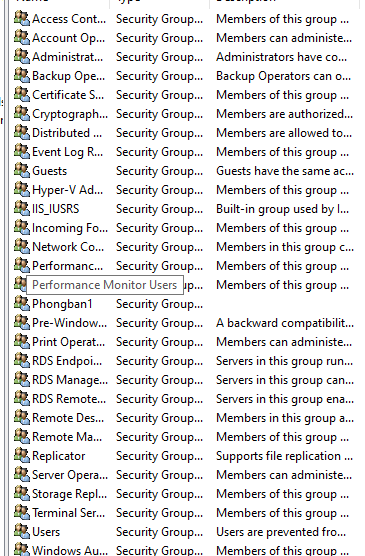 Name Type Description
Access Cont... Security Group... Members of this group ...
Account Op... Security Group... Members can administe...
Administrat... Security Group... Administrators have co...
Backup Ope... Security Group... Backup Operators can o...
Certificate S... Security Group... Members of this group ...
Cryptograph... Security Group... Members are authorized...
Distributed ... Security Group... Members are allowed to...
Event Log R... Security Group... Members of this group ...
Guests Security Group... Guests have the same ac...
Hyper-V Ad... Security Group... Members of this group ...
IIS_IUSRS Security Group... Built-in group used by I...
Incoming Fo... Security Group... Members of this group ...
Network Co... Security Group... Members in this group c...
Performanc... Security Group... Members of this group ...
Performance Monitor Users up... Members of this group ...
Phongban1 Security Group...
Pre-Window... Security Group... A backward compatibilit...
Print Operat... Security Group... Members can administe...
RDS Endpoi... Security Group... Servers in this group run...
RDS Manage... Security Group... Servers in this group can...
RDS Remote... Security Group... Servers in this group ena...
Remote Des... Security Group... Members in this group a...
Remote Ma... Security Group... Members of this group ...
Replicator Security Group... Supports file replication ...
Server Opera... Security Group... Members can administe...
Storage Repl... Security Group... Members of this group ...
Terminal Ser... Security Group... Members of this group ...
Users Security Group... Users are prevented fro...
Windows Au... Security Group... Members of this group ...